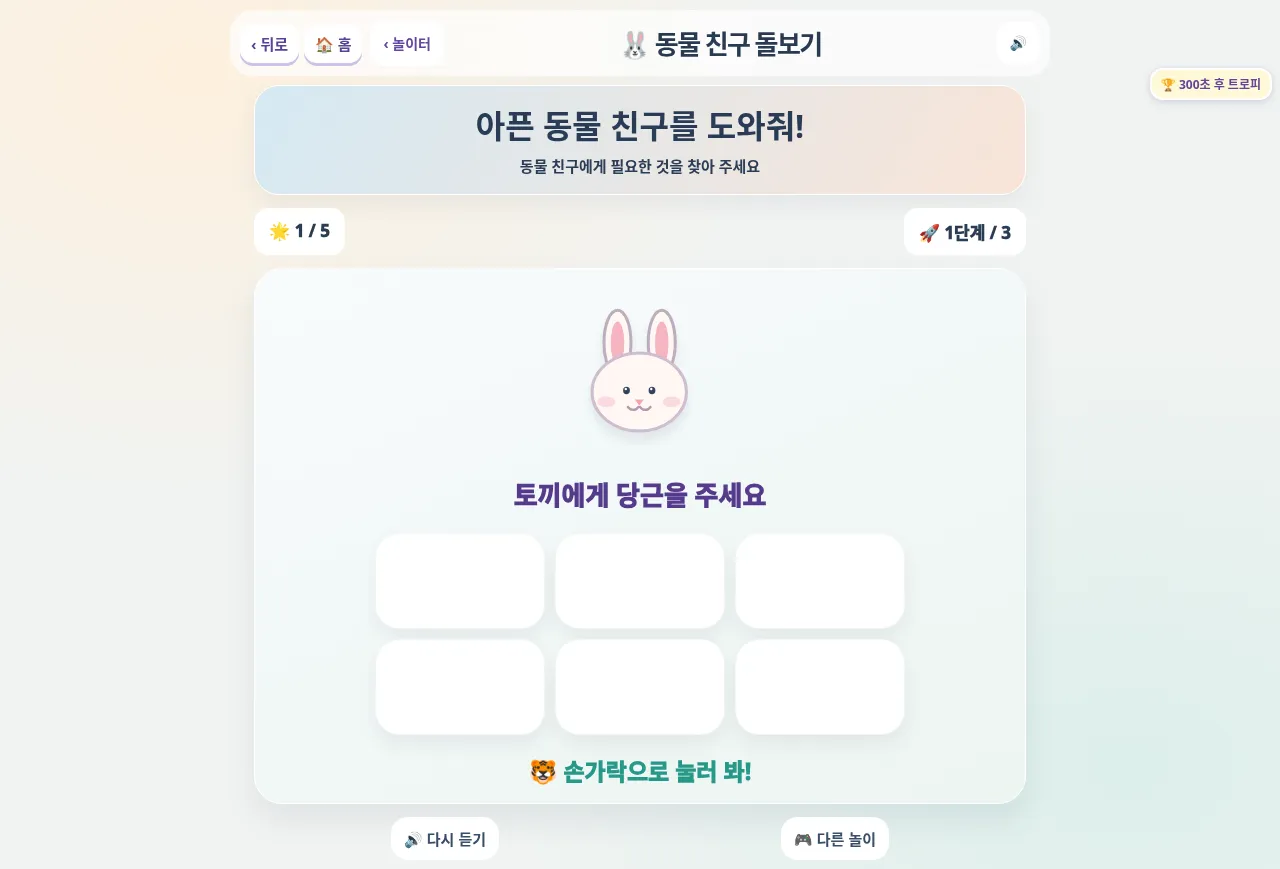 ‹ 뒤로
🏠 홈
‹ 놀이터
🐰 동물 친구 돌보기
🔊
🏆 300초 후 트로피
아픈 동물 친구를 도와줘!
동물 친구에게 필요한 것을 찾아 주세요
🌟 1 / 5
🚀 1단계 / 3
토끼에게 당근을 주세요
🐯 손가락으로 눌러 봐!
🔊 다시 듣기
🎮 다른 놀이